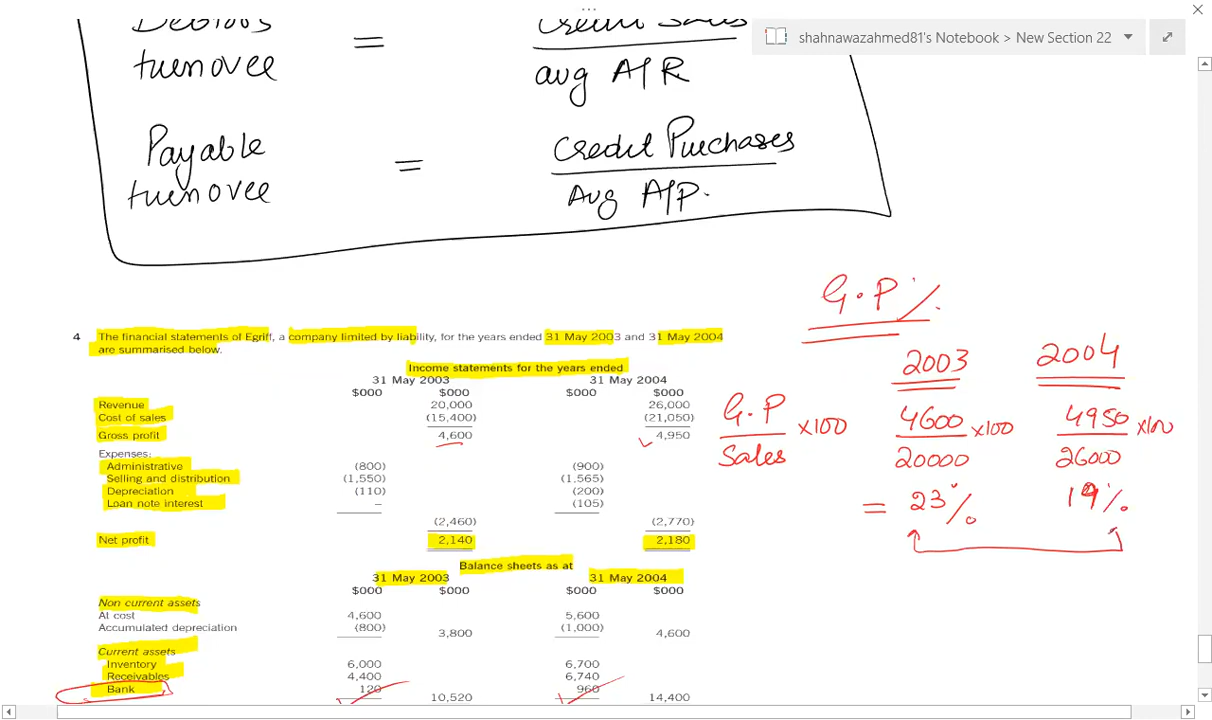 Debtors turnover = Credit Sales
avg A/R
Payable turnover = Credit Purchases
Avg A/P.
shahnawazahmed81's Notebook > New Section 22
G.P %
2003 2004
G.P / Sales ×100 4600 / 20000 ×100 4950 / 26000 ×100
= 23% 19%
4 The financial statements of Egriff, a company limited by liability, for the years ended 31 May 2003 and 31 May 2004
are summarised below.
Income statements for the years ended
31 May 2003 31 May 2004
$000 $000 $000 $000
Revenue 20,000 26,000
Cost of sales (15,400) (21,050)
Gross profit 4,600 4,950
Expenses:
Administrative (800) (900)
Selling and distribution (1,550) (1,565)
Depreciation (110) (200)
Loan note interest – (105)
(2,460) (2,770)
Net profit 2,140 2,180
Balance sheets as at
31 May 2003 31 May 2004
$000 $000 $000 $000
Non current assets
At cost 4,600 5,600
Accumulated depreciation (800) (1,000)
3,800 4,600
Current assets
Inventory 6,000 6,700
Receivables 4,400 6,740
Bank 120 960
10,520 14,400